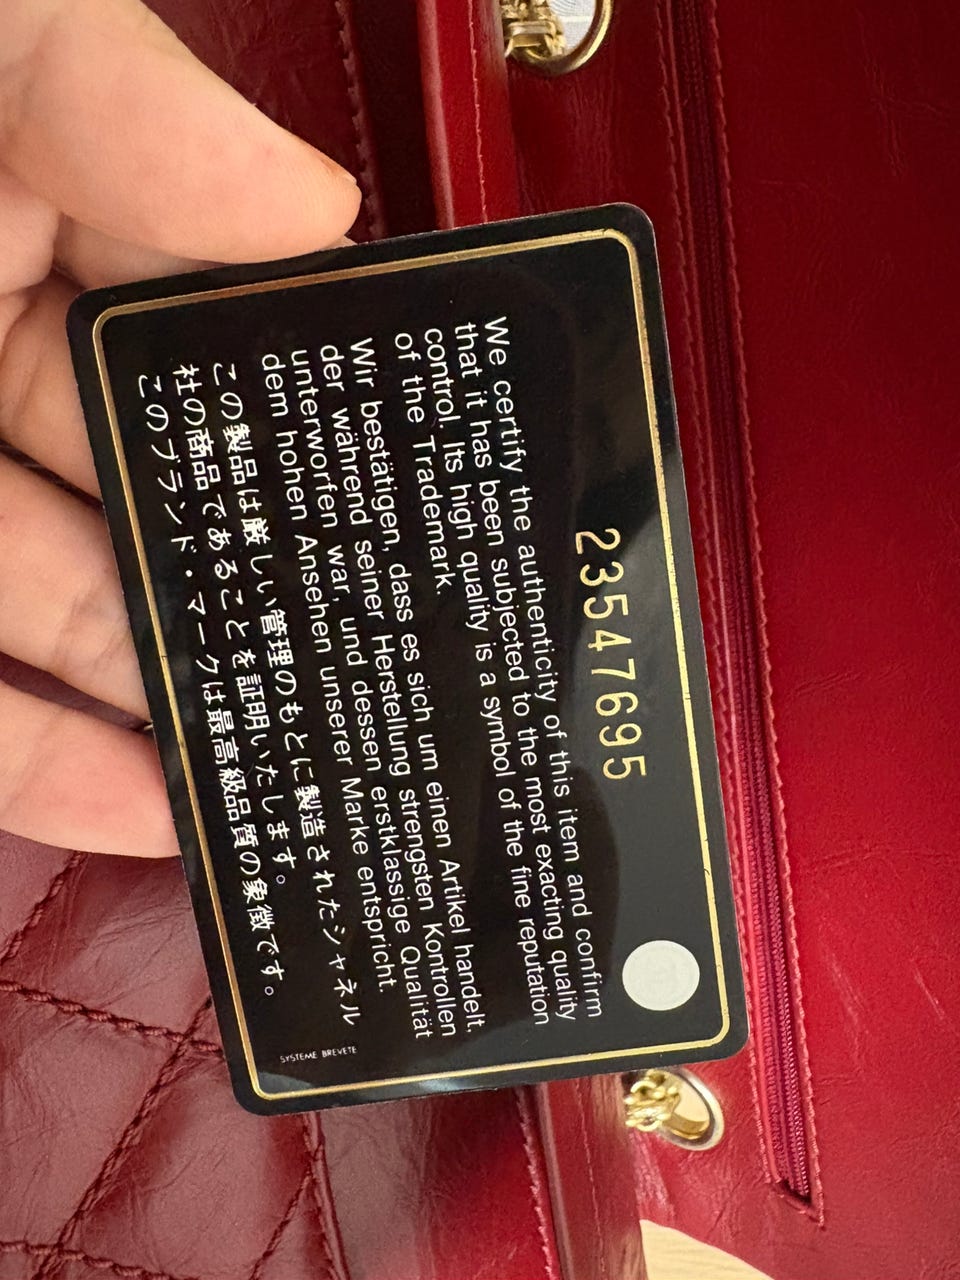 23547695
We certify the authenticity of this item and confirm
that it has been subjected to the most exacting quality
control. Its high quality is a symbol of the fine reputation
of the Trademark.
Wir bestätigen, dass es sich um einen Artikel handelt,
der während seiner Herstellung strengsten Kontrollen
unterworfen war, und dessen erstklassige Qualität
dem hohen Ansehen unserer Marke entspricht.
この製品は厳しい管理のもとに製造されたシャネル
社の商品であることを証明いたします。
このブランド・マークは最高級品質の象徴です。
SYSTEME BREVETE